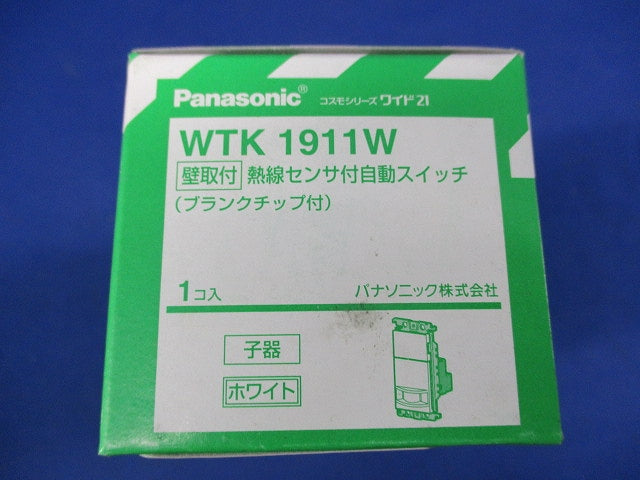 Panasonic® コスモシリーズ ワイド21
WTK 1911W
壁取付 熱線センサ付自動スイッチ
(ブランクチップ付)
1コ入 パナソニック株式会社
子器
ホワイト